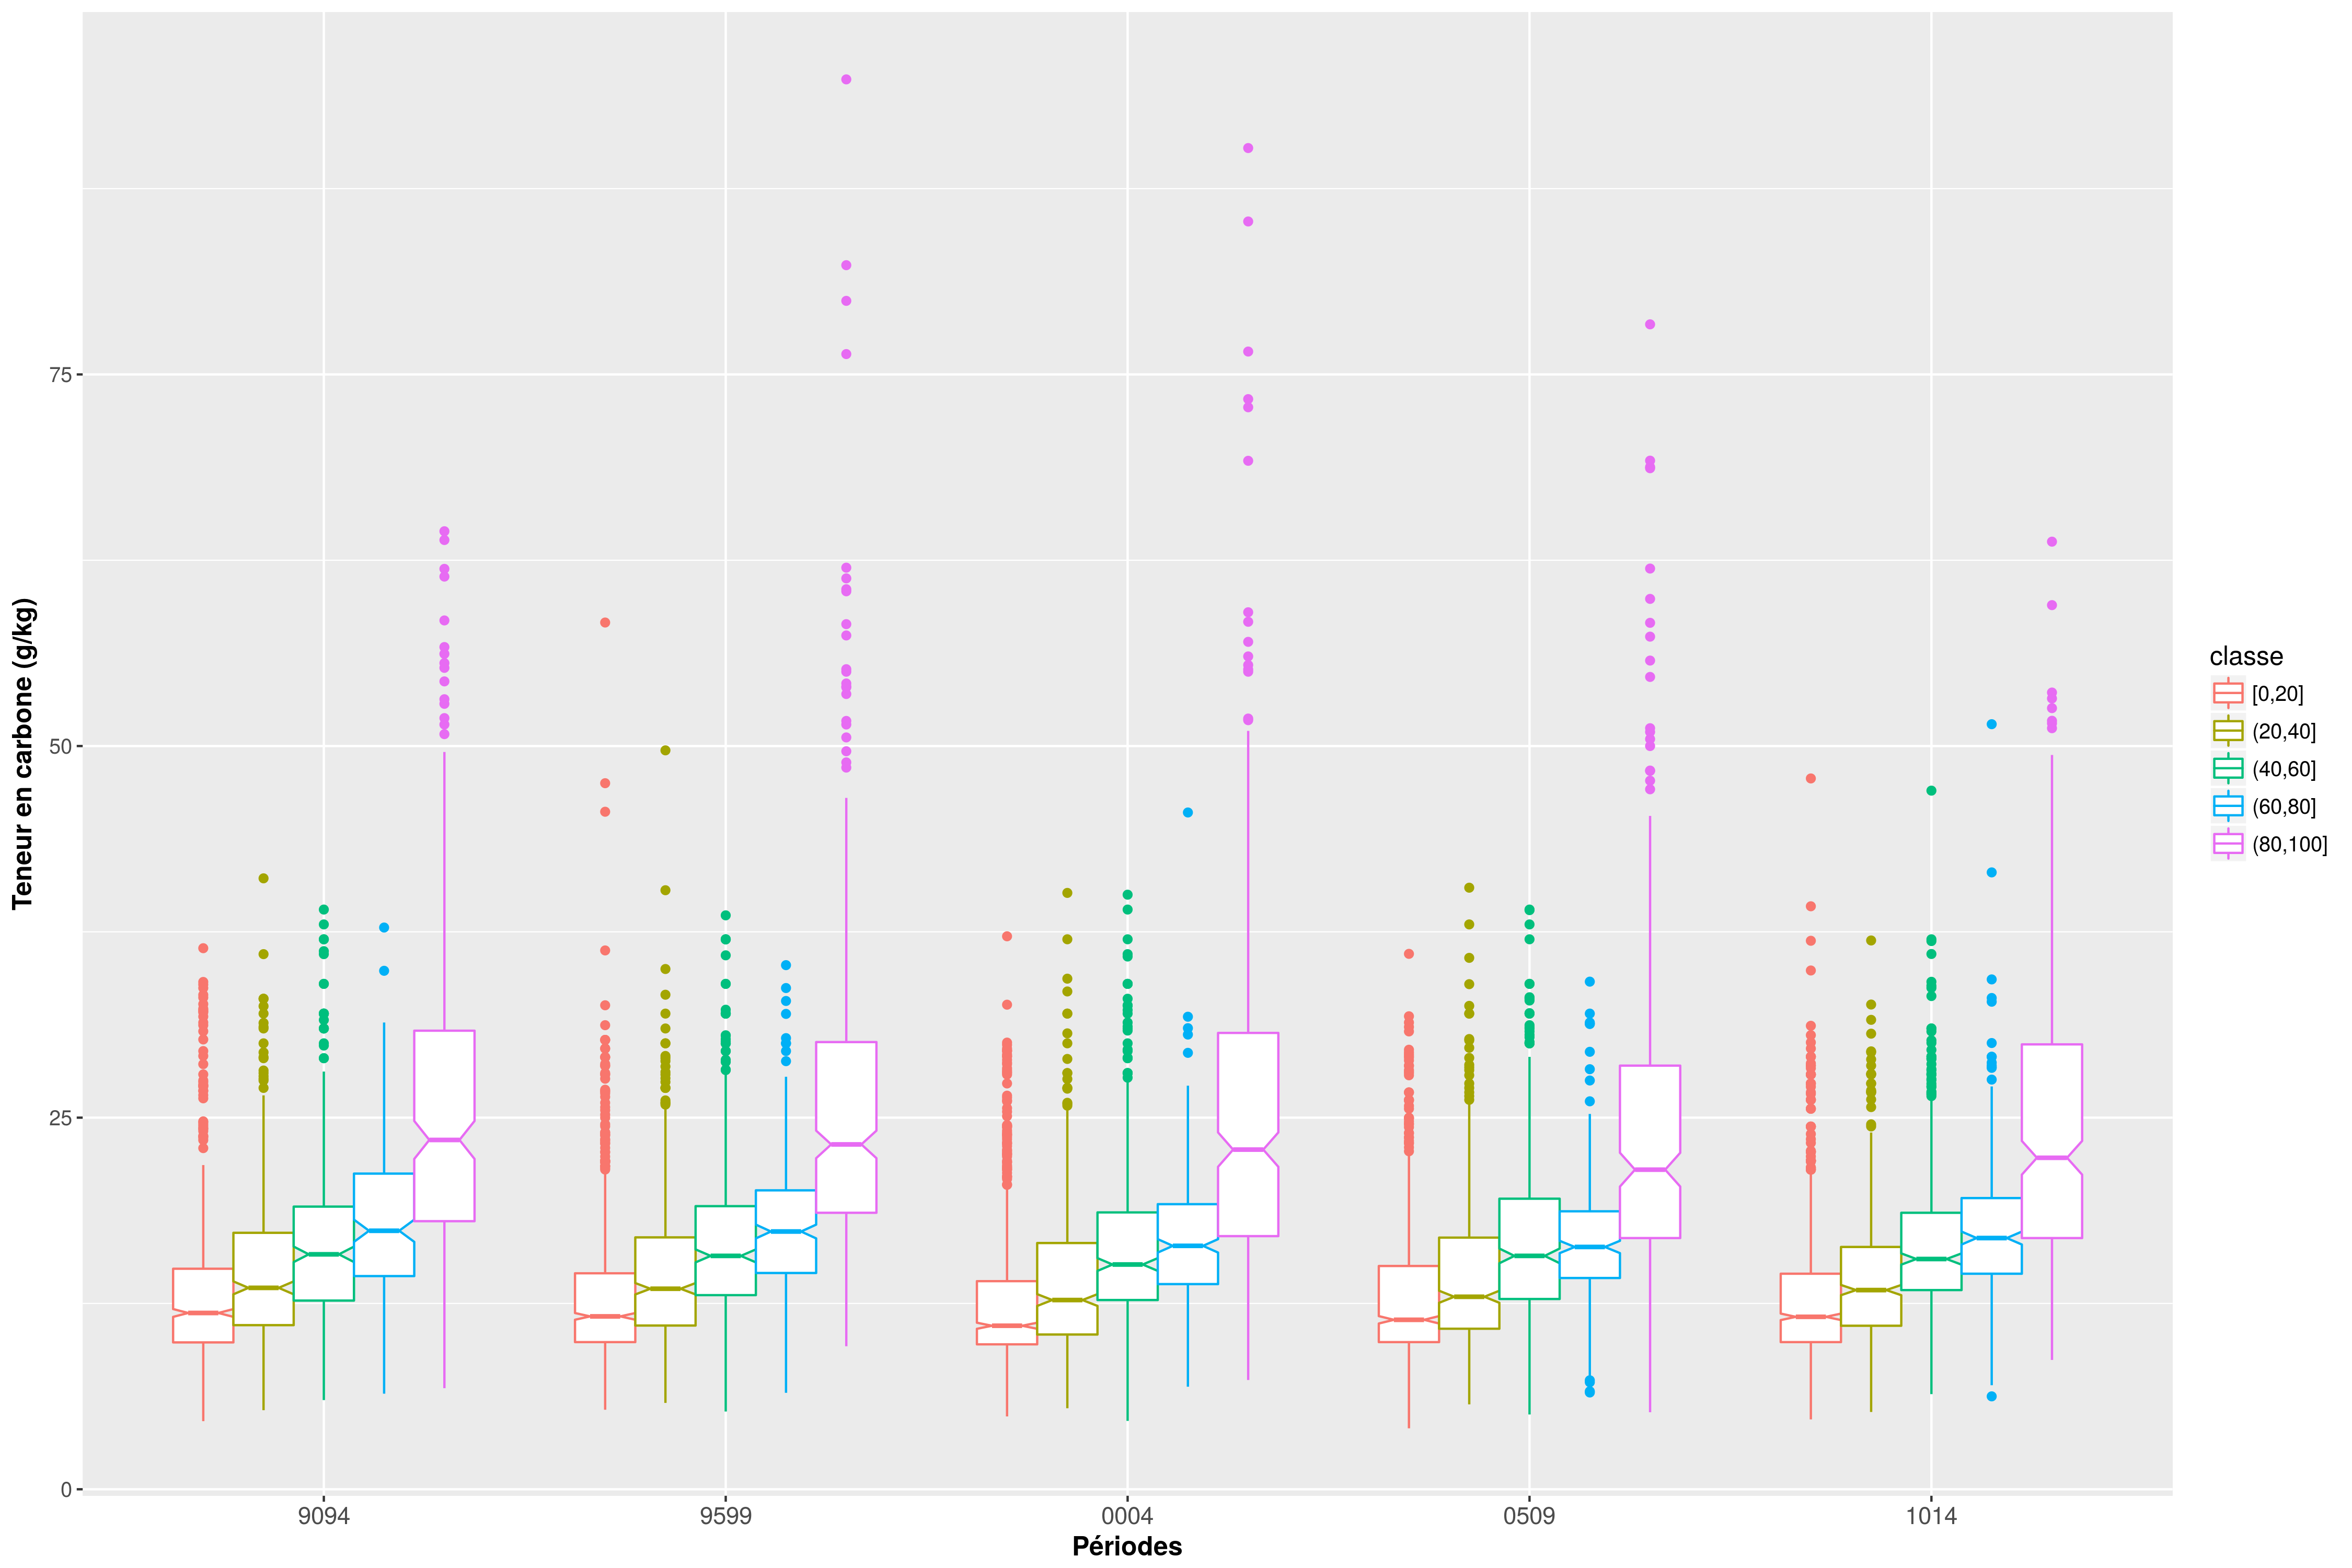 Teneur en carbone (g/kg)
75
50
25
0
9094 9599 0004 0509 1014
Périodes
classe
[0,20]
(20,40]
(40,60]
(60,80]
(80,100]